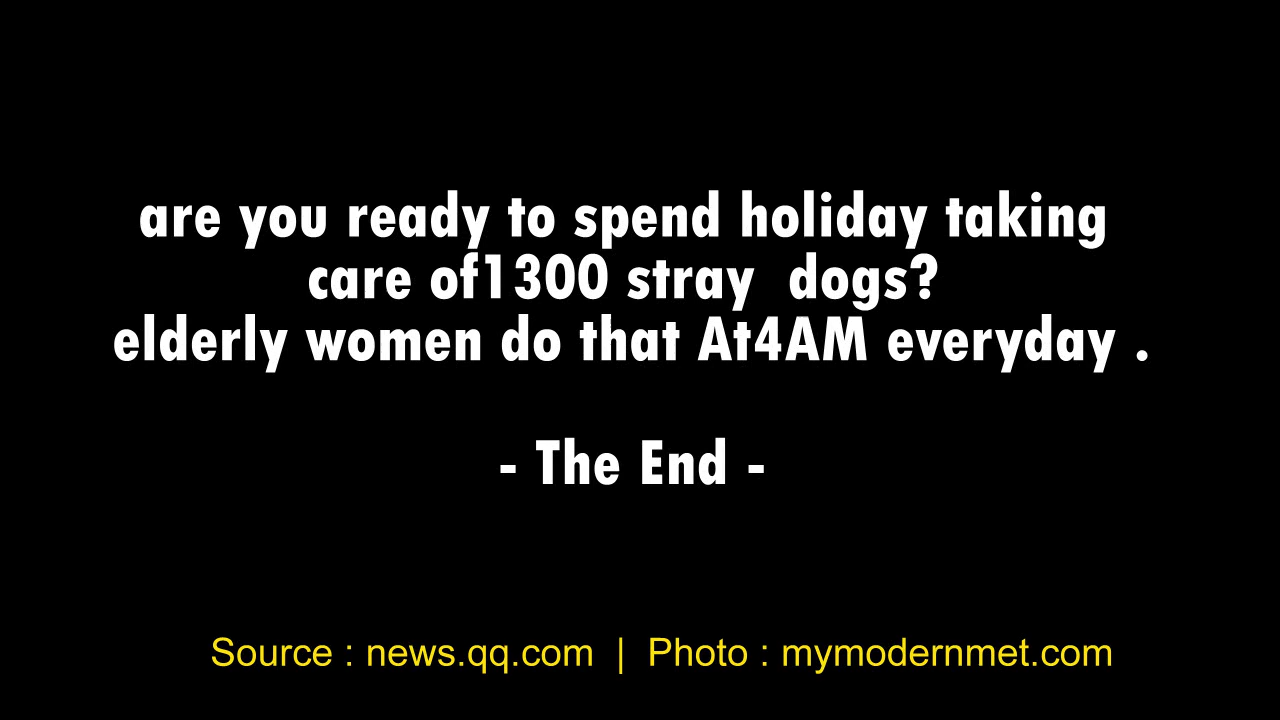 are you ready to spend holiday taking
care of1300 stray  dogs?
elderly women do that At4AM everyday .
- The End -
Source : news.qq.com  |  Photo : mymodernmet.com